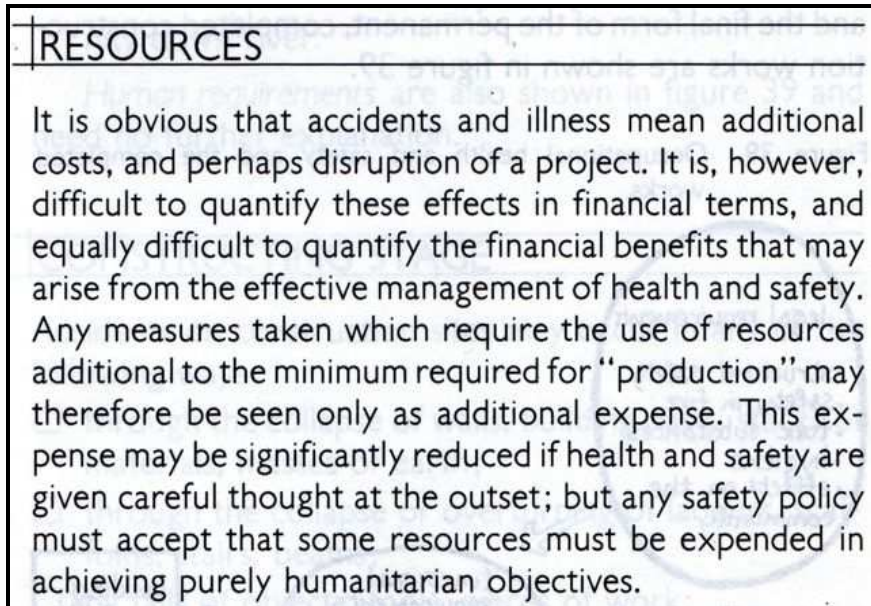 RESOURCES
It is obvious that accidents and illness mean additional
costs, and perhaps disruption of a project. It is, however,
difficult to quantify these effects in financial terms, and
equally difficult to quantify the financial benefits that may
arise from the effective management of health and safety.
Any measures taken which require the use of resources
additional to the minimum required for “ production” may
therefore be seen only as additional expense. This ex-
pense may be significantly reduced if health and safety are
given careful thought at the outset; but any safety policy
must accept that some resources must be expended in
achieving purely humanitarian objectives.